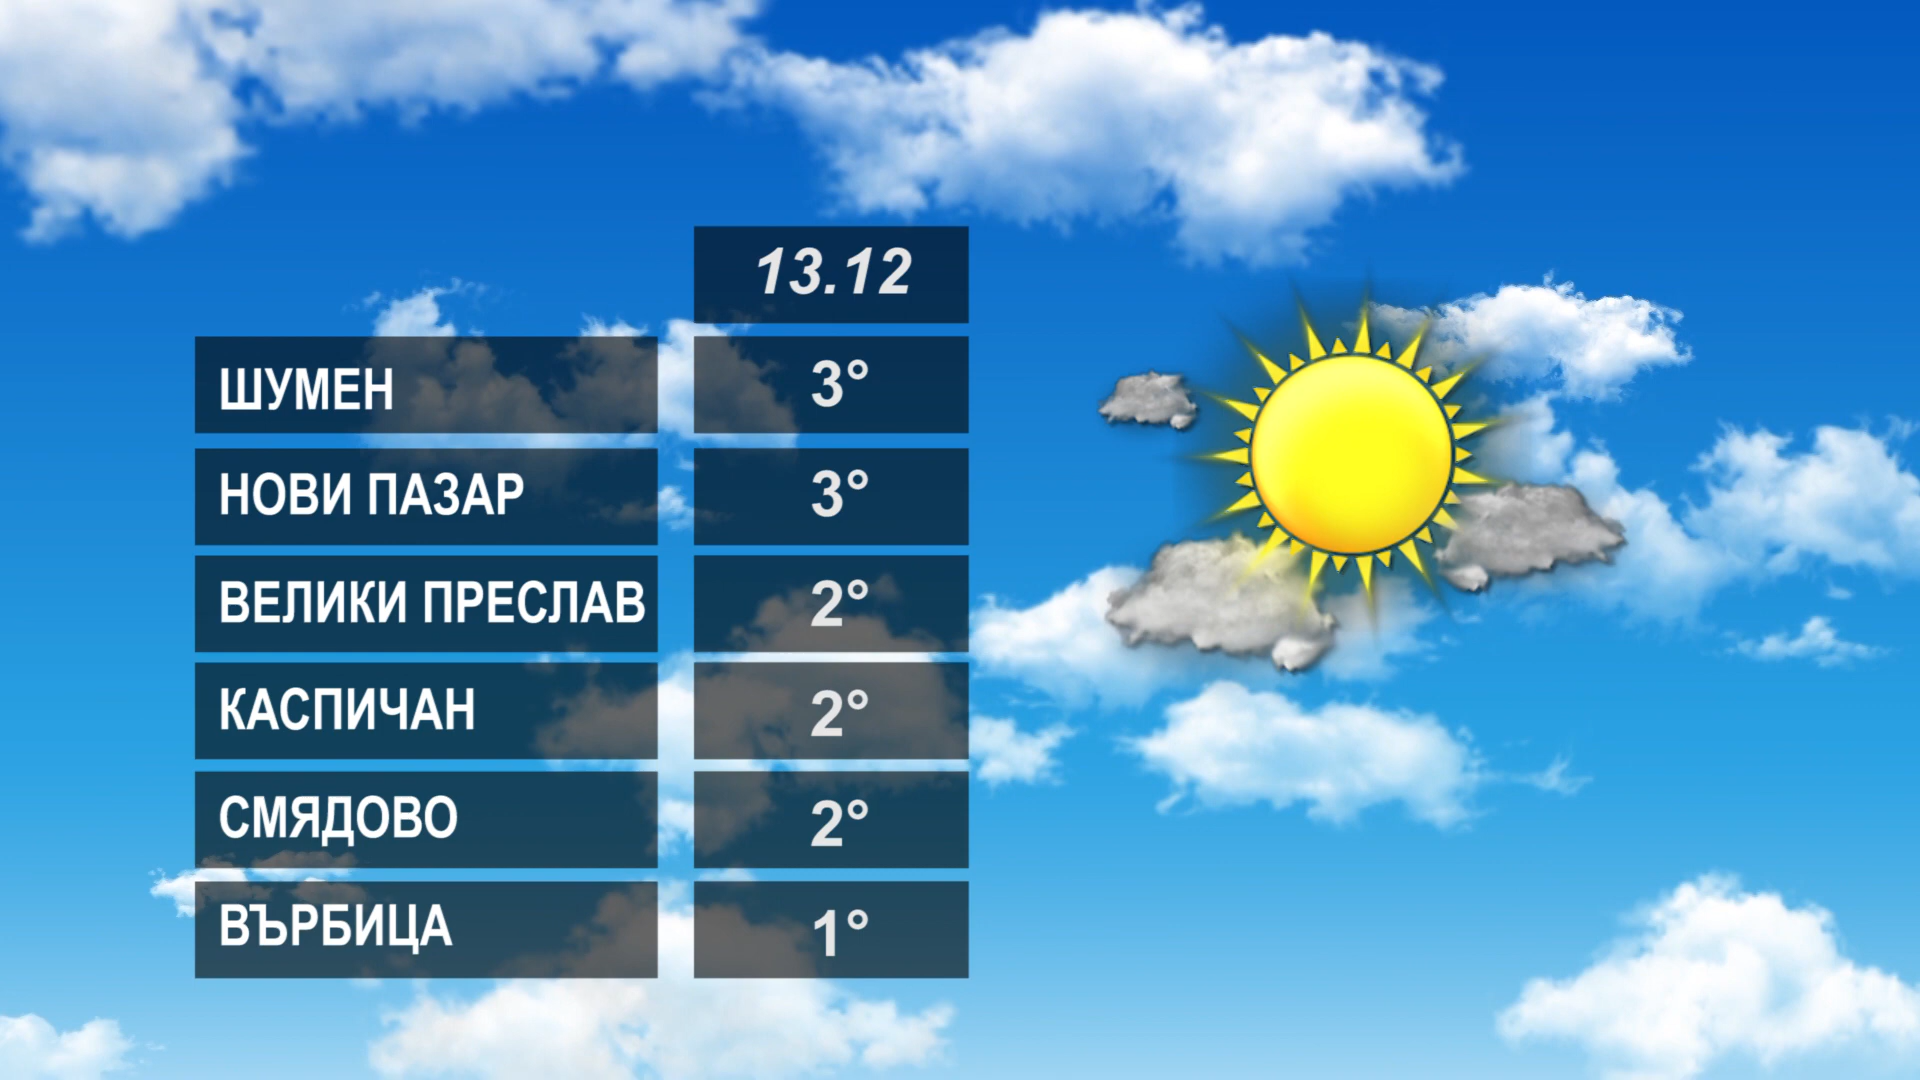 13.12
ШУМЕН 3°
НОВИ ПАЗАР 3°
ВЕЛИКИ ПРЕСЛАВ 2°
КАСПИЧАН 2°
СМЯДОВО 2°
ВЪРБИЦА 1°